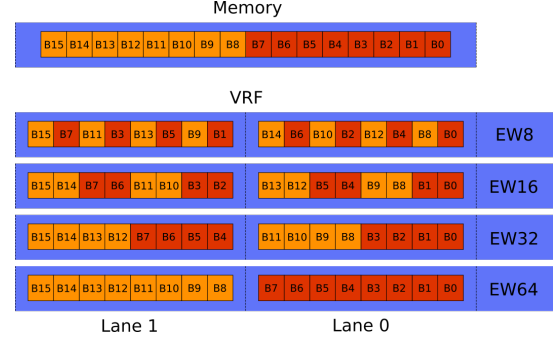 Memory
B15 B14 B13 B12 B11 B10 B9 B8 B7 B6 B5 B4 B3 B2 B1 B0
VRF
B15 B7 B11 B3 B13 B5 B9 B1 B14 B6 B10 B2 B12 B4 B8 B0 EW8
B15 B14 B7 B6 B11 B10 B3 B2 B13 B12 B5 B4 B9 B8 B1 B0 EW16
B15 B14 B13 B12 B7 B6 B5 B4 B11 B10 B9 B8 B3 B2 B1 B0 EW32
B15 B14 B13 B12 B11 B10 B9 B8 B7 B6 B5 B4 B3 B2 B1 B0 EW64
Lane 1 Lane 0